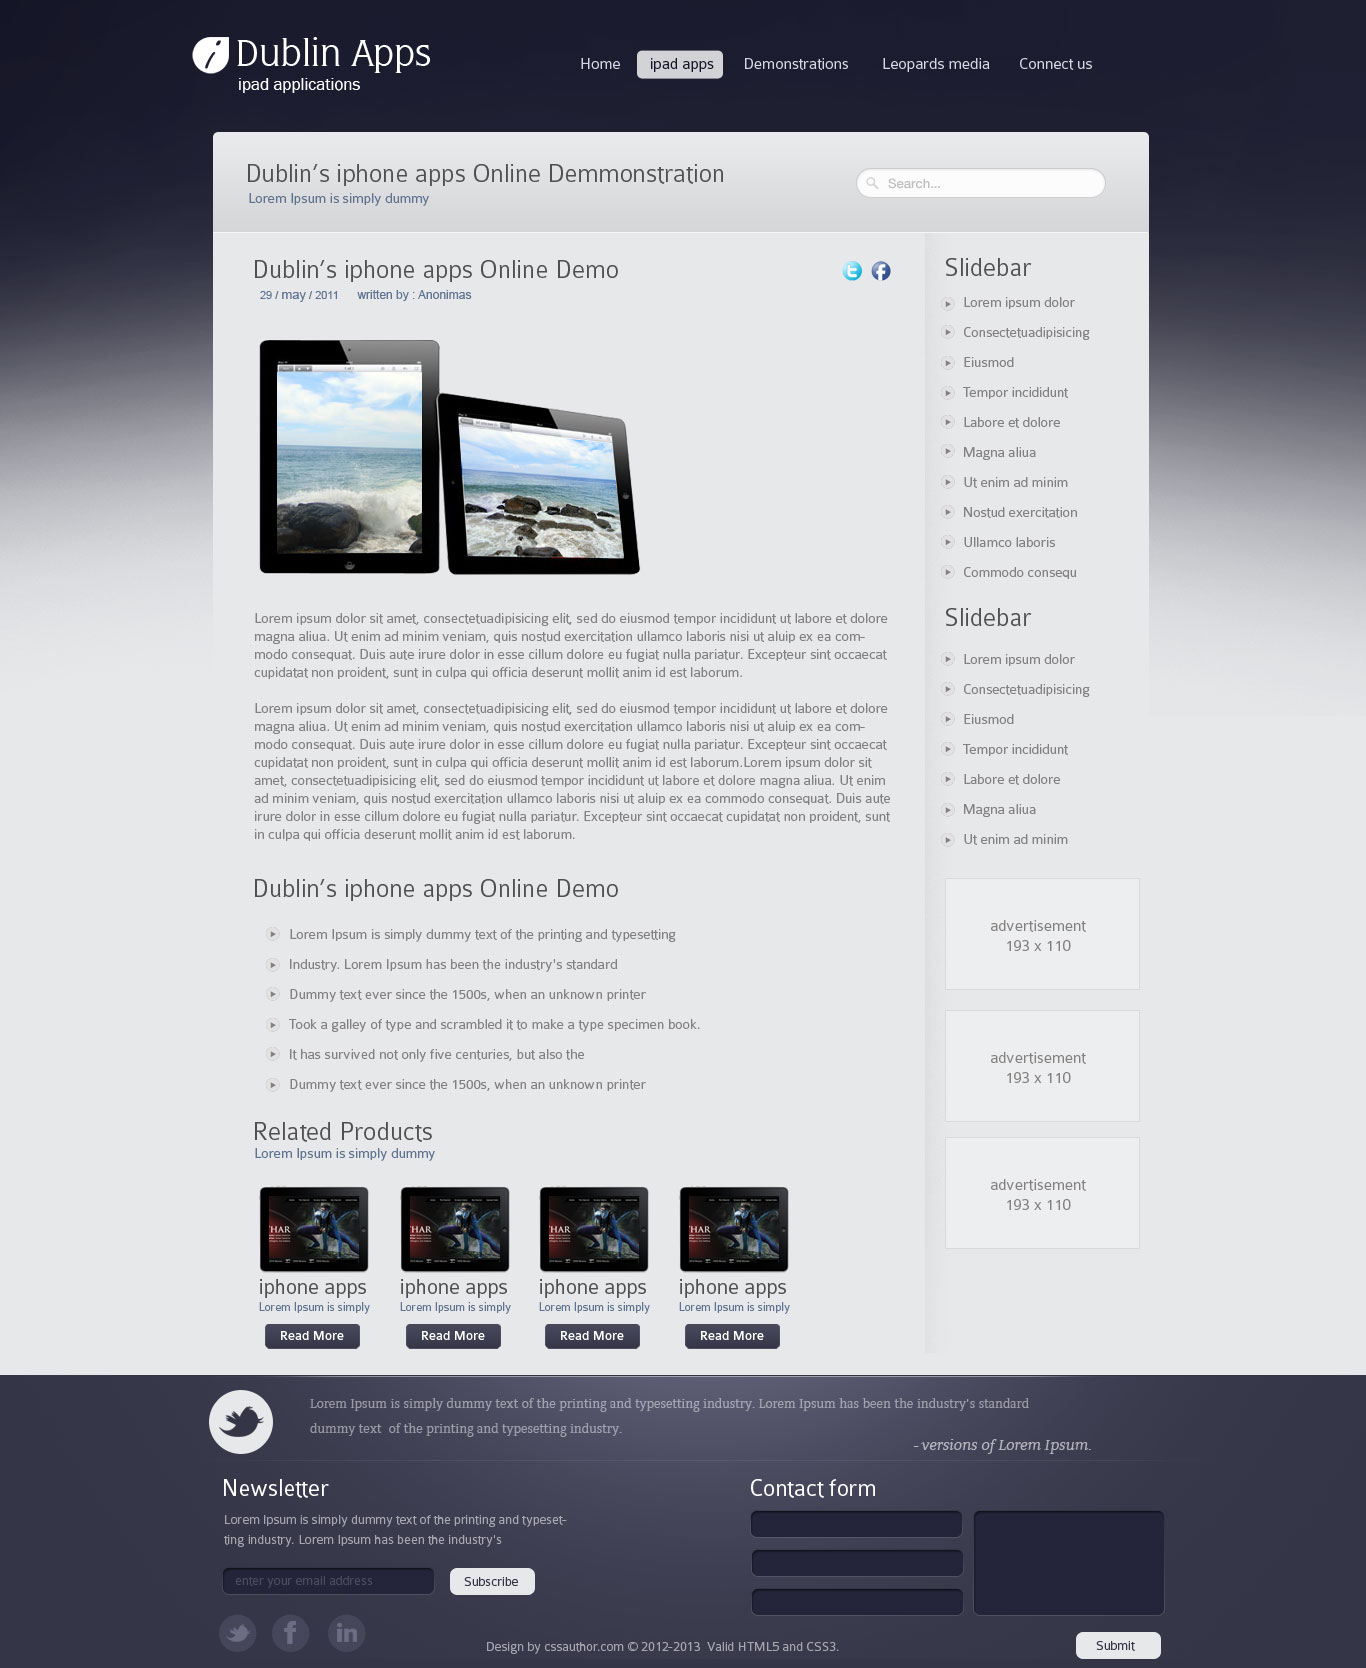 Dublin Apps
ipad applications
Home ipad apps Demonstrations Leopards media Connect us
Dublin's iphone apps Online Demmonstration
Lorem Ipsum is simply dummy
Search...
Dublin's iphone apps Online Demo
29 / may / 2011 written by : Anonimas
Lorem ipsum dolor sit amet, consectetuadipisicing elit, sed do eiusmod tempor incididunt ut labore et dolore
magna aliua. Ut enim ad minim veniam, quis nostud exercitation ullamco laboris nisi ut aluip ex ea com-
modo consequat. Duis aute irure dolor in esse cillum dolore eu fugiat nulla pariatur. Excepteur sint occaecat
cupidatat non proident, sunt in culpa qui officia deserunt mollit anim id est laborum.
Lorem ipsum dolor sit amet, consectetuadipisicing elit, sed do eiusmod tempor incididunt ut labore et dolore
magna aliua. Ut enim ad minim veniam, quis nostud exercitation ullamco laboris nisi ut aluip ex ea com-
modo consequat. Duis aute irure dolor in esse cillum dolore eu fugiat nulla pariatur. Excepteur sint occaecat
cupidatat non proident, sunt in culpa qui officia deserunt mollit anim id est laborum.Lorem ipsum dolor sit
amet, consectetuadipisicing elit, sed do eiusmod tempor incididunt ut labore et dolore magna aliua. Ut enim
ad minim veniam, quis nostud exercitation ullamco laboris nisi ut aluip ex ea commodo consequat. Duis aute
irure dolor in esse cillum dolore eu fugiat nulla pariatur. Excepteur sint occaecat cupidatat non proident, sunt
in culpa qui officia deserunt mollit anim id est laborum.
Dublin's iphone apps Online Demo
Lorem Ipsum is simply dummy text of the printing and typesetting
Industry. Lorem Ipsum has been the industry's standard
Dummy text ever since the 1500s, when an unknown printer
Took a galley of type and scrambled it to make a type specimen book.
It has survived not only five centuries, but also the
Dummy text ever since the 1500s, when an unknown printer
Related Products
Lorem Ipsum is simply dummy
THAR THAR THAR THAR
iphone apps iphone apps iphone apps iphone apps
Lorem Ipsum is simply Lorem Ipsum is simply Lorem Ipsum is simply Lorem Ipsum is simply
Read More Read More Read More Read More
Slidebar
Lorem ipsum dolor
Consectetuadipisicing
Eiusmod
Tempor incididunt
Labore et dolore
Magna aliua
Ut enim ad minim
Nostud exercitation
Ullamco laboris
Commodo consequ
Slidebar
Lorem ipsum dolor
Consectetuadipisicing
Eiusmod
Tempor incididunt
Labore et dolore
Magna aliua
Ut enim ad minim
advertisement
193 x 110
advertisement
193 x 110
advertisement
193 x 110
Lorem Ipsum is simply dummy text of the printing and typesetting industry. Lorem Ipsum has been the industry's standard
dummy text of the printing and typesetting industry.
- versions of Lorem Ipsum.
Newsletter
Lorem Ipsum is simply dummy text of the printing and typeset-
ting industry. Lorem Ipsum has been the industry's
enter your email address
Subscribe
Contact form
Submit
Design by cssauthor.com © 2012-2013 Valid HTML5 and CSS3.